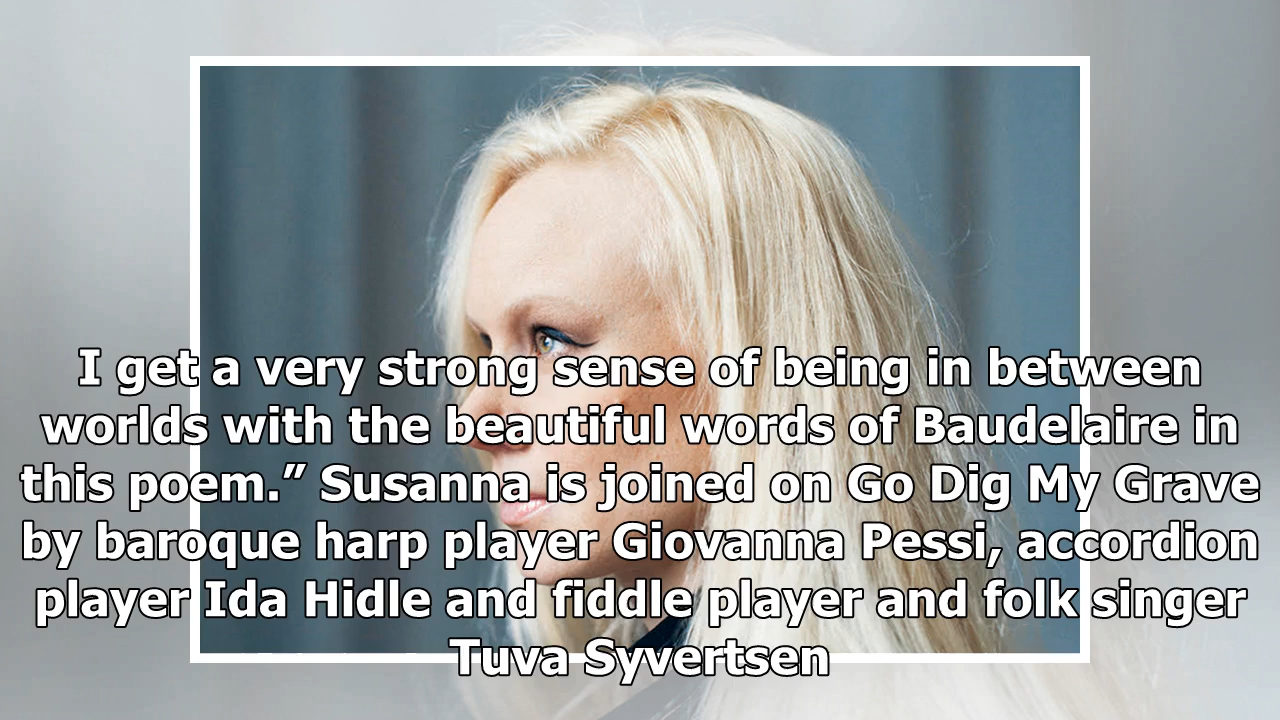 I get a very strong sense of being in between
worlds with the beautiful words of Baudelaire in
this poem.” Susanna is joined on Go Dig My Grave
by baroque harp player Giovanna Pessi, accordion
player Ida Hidle and fiddle player and folk singer
Tuva Syvertsen